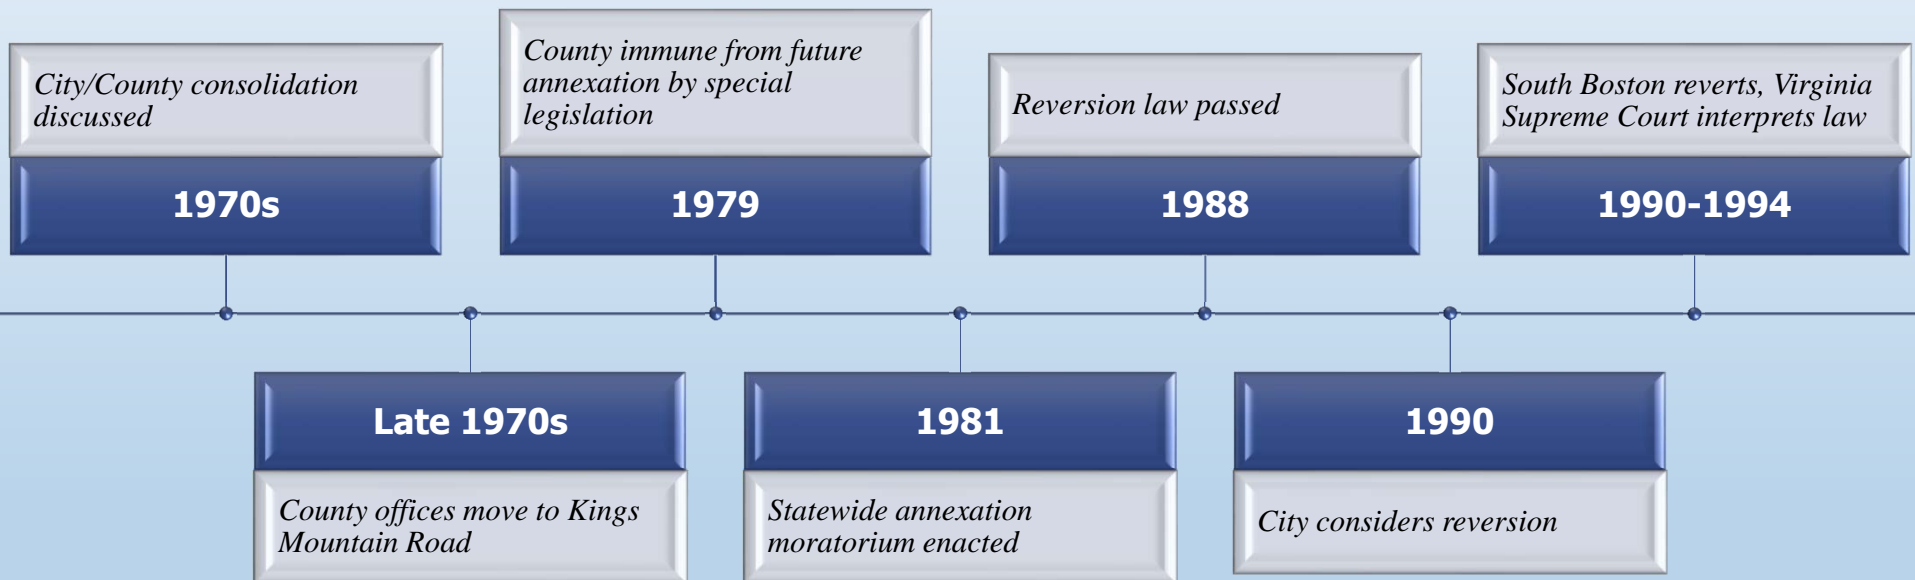 City/County consolidation
discussed
1970s
County offices move to Kings
Mountain Road
Late 1970s
County immune from future
annexation by special
legislation
1979
Statewide annexation
moratorium enacted
1981
Reversion law passed
1988
City considers reversion
1990
South Boston reverts, Virginia
Supreme Court interprets law
1990-1994